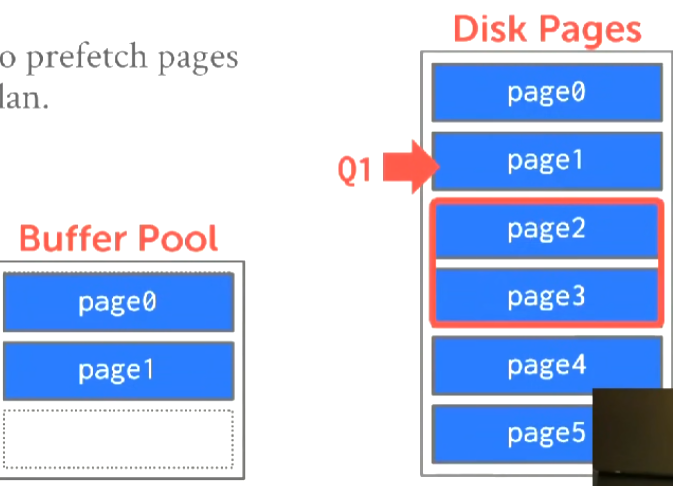 o prefetch pages
lan.
Disk Pages
page0
Q1
page1
page2
page3
page4
page5
Buffer Pool
page0
page1